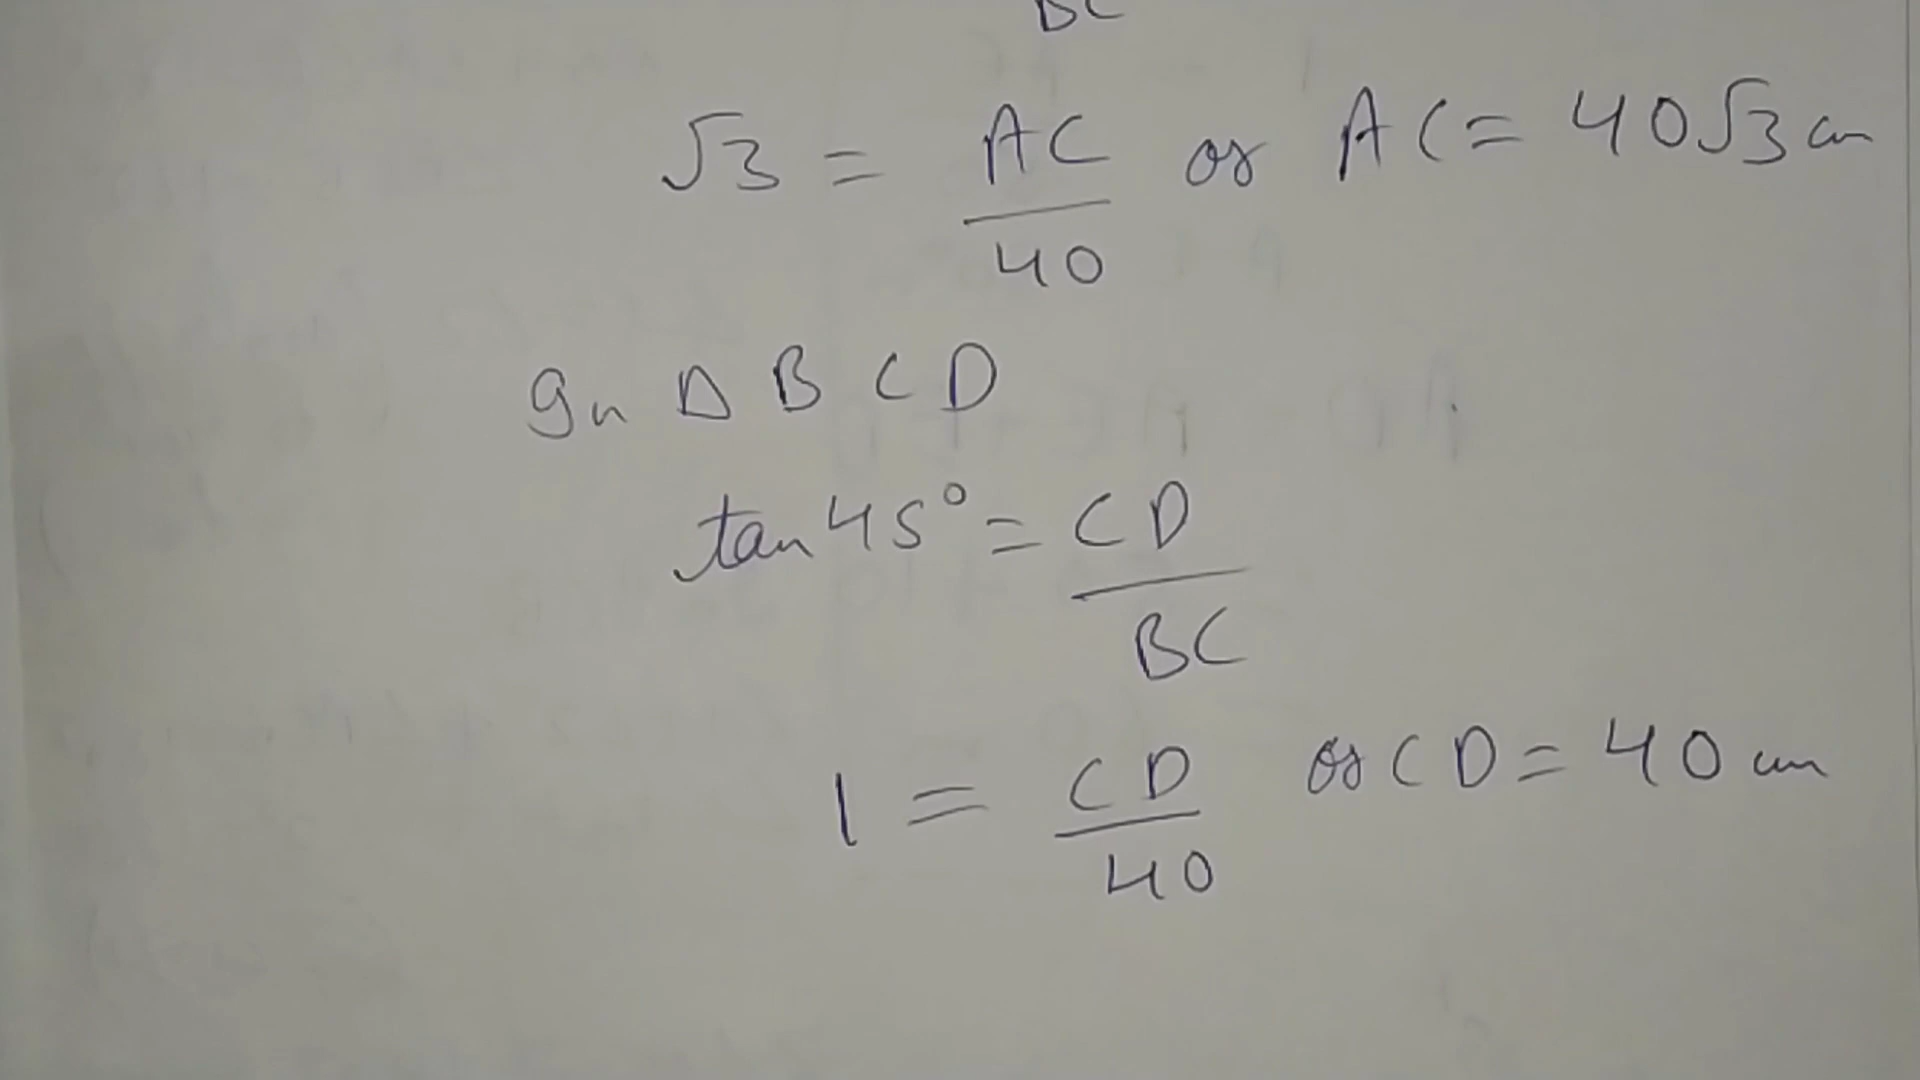 BC
√3 = AC/40 or AC = 40√3 cm
In Δ BCD
tan 45° = CD/BC
1 = CD/40 or CD = 40 cm